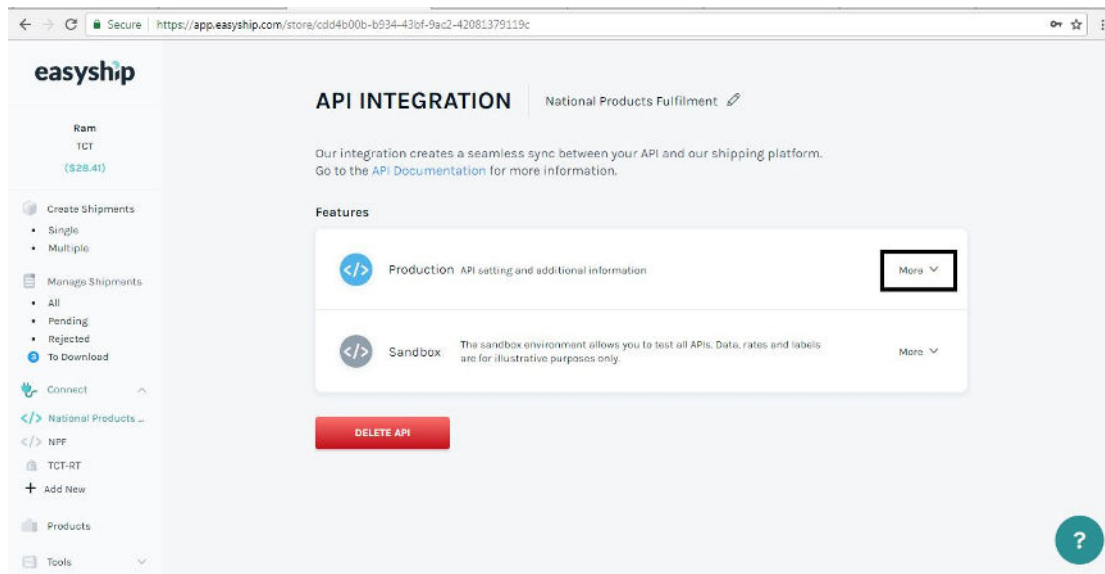 Secure | https://app.easyship.com/store/cdd4b00b-b934-43bf-9ac2-42081379119c
easyship
Ram
TCT
($28.41)
Create Shipments
• Single
• Multiple
Manage Shipments
• All
• Pending
• Rejected
3 To Download
Connect
</> National Products ...
</> NPF
TCT-RT
+ Add New
Products
Tools
API INTEGRATION
National Products Fulfilment
Our integration creates a seamless sync between your API and our shipping platform.
Go to the API Documentation for more information.
Features
</> Production API setting and additional information
More
</> Sandbox
The sandbox environment allows you to test all APIs. Data, rates and labels
are for illustrative purposes only.
More
DELETE API
?